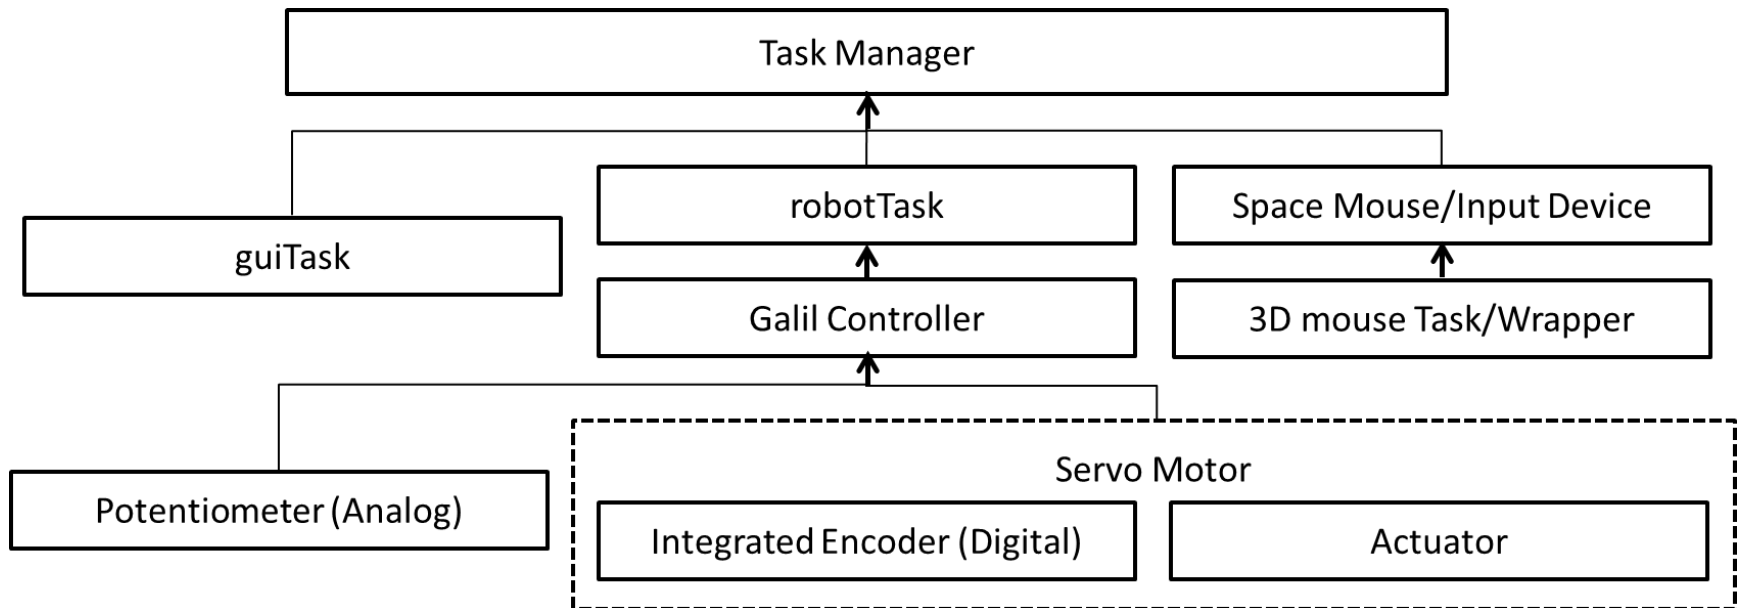 Task Manager
robotTask
Space Mouse/Input Device
guiTask
Galil Controller
3D mouse Task/Wrapper
Servo Motor
Potentiometer (Analog)
Integrated Encoder (Digital)
Actuator